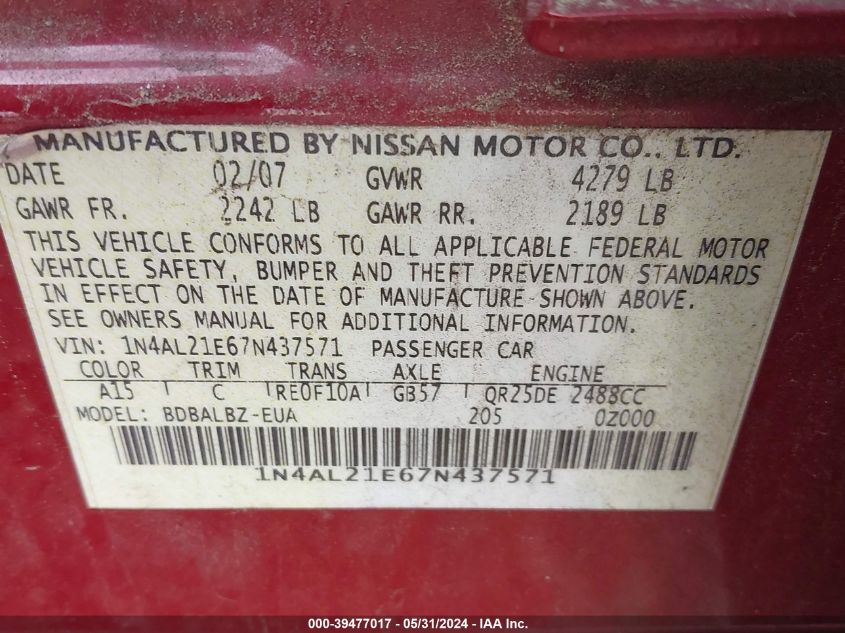 MANUFACTURED BY NISSAN MOTOR CO., LTD.
DATE 02/07 GVWR 4279 LB
GAWR FR. 2242 LB GAWR RR. 2189 LB
THIS VEHICLE CONFORMS TO ALL APPLICABLE FEDERAL MOTOR
VEHICLE SAFETY, BUMPER AND THEFT PREVENTION STANDARDS
IN EFFECT ON THE DATE OF MANUFACTURE SHOWN ABOVE.
SEE OWNERS MANUAL FOR ADDITIONAL INFORMATION.
VIN: 1N4AL21E67N437571 PASSENGER CAR
COLOR TRIM TRANS AXLE ENGINE
A15 C RE0F10A GB57 QR25DE 2488CC
MODEL: BDBALBZ-EUA 205 0Z000
1N4AL21E67N437571
000-39477017 - 05/31/2024 - IAA Inc.